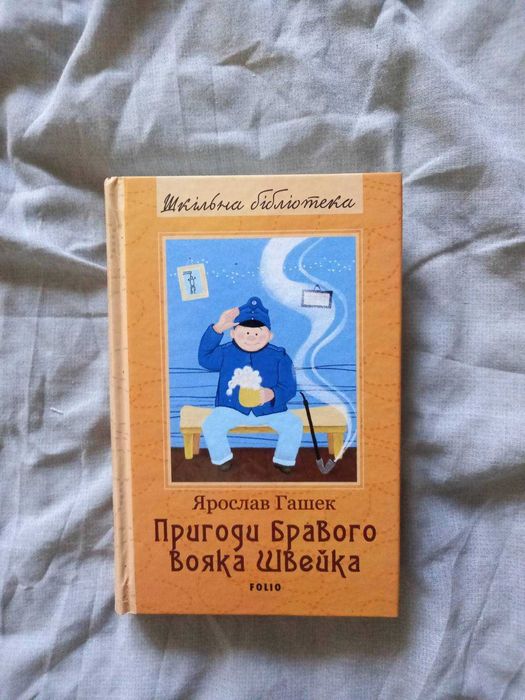 Шкільна бібліотека
Ярослав Гашек
Пригоди бравого
вояка Швейка
FOLIO